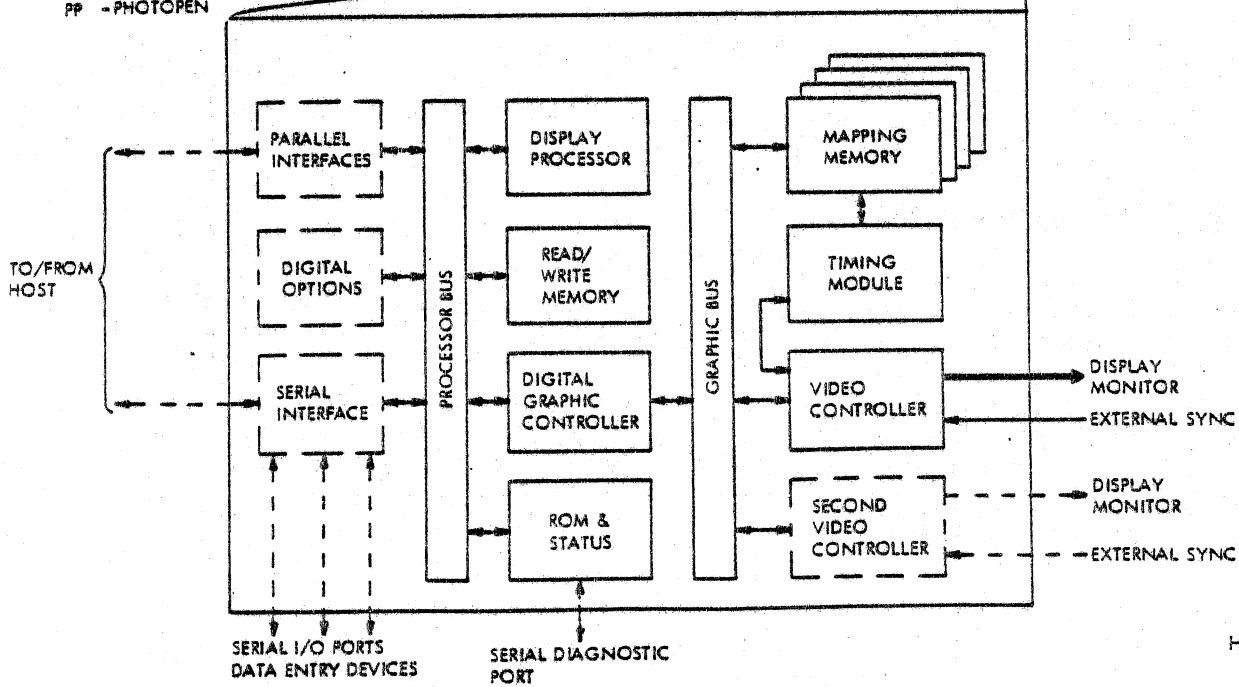 PP - PHOTOPEN
PARALLEL
INTERFACES
DIGITAL
OPTIONS
SERIAL
INTERFACE
TO/FROM
HOST
PROCESSOR BUS
DISPLAY
PROCESSOR
READ/
WRITE
MEMORY
DIGITAL
GRAPHIC
CONTROLLER
ROM &
STATUS
GRAPHIC BUS
MAPPING
MEMORY
TIMING
MODULE
VIDEO
CONTROLLER
SECOND
VIDEO
CONTROLLER
DISPLAY
MONITOR
EXTERNAL SYNC
DISPLAY
MONITOR
EXTERNAL SYNC
SERIAL I/O PORTS
DATA ENTRY DEVICES
SERIAL DIAGNOSTIC
PORT
H